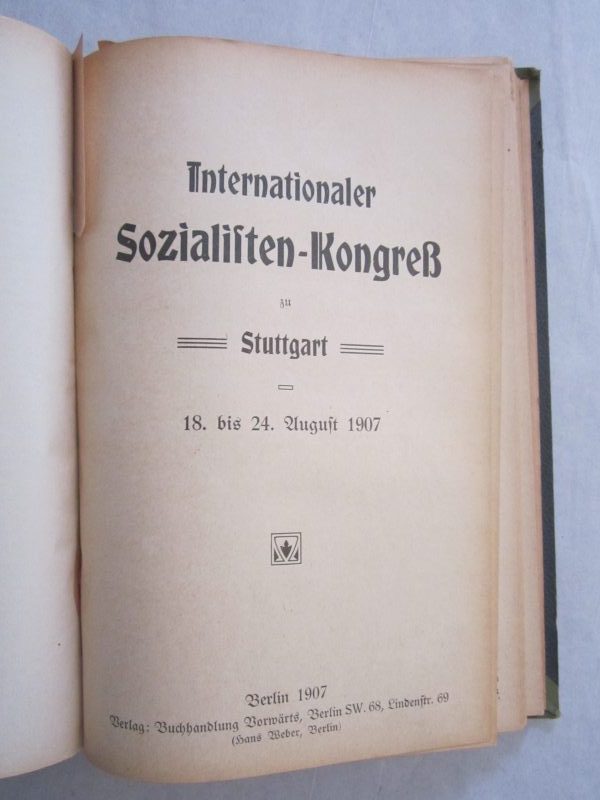 Internationaler
Sozialiſten-Kongreß
zu
Stuttgart
18. bis 24. Auguſt 1907
Berlin 1907
Verlag: Buchhandlung Vorwärts, Berlin SW. 68, Lindenſtr. 69
(Hans Weber, Berlin)